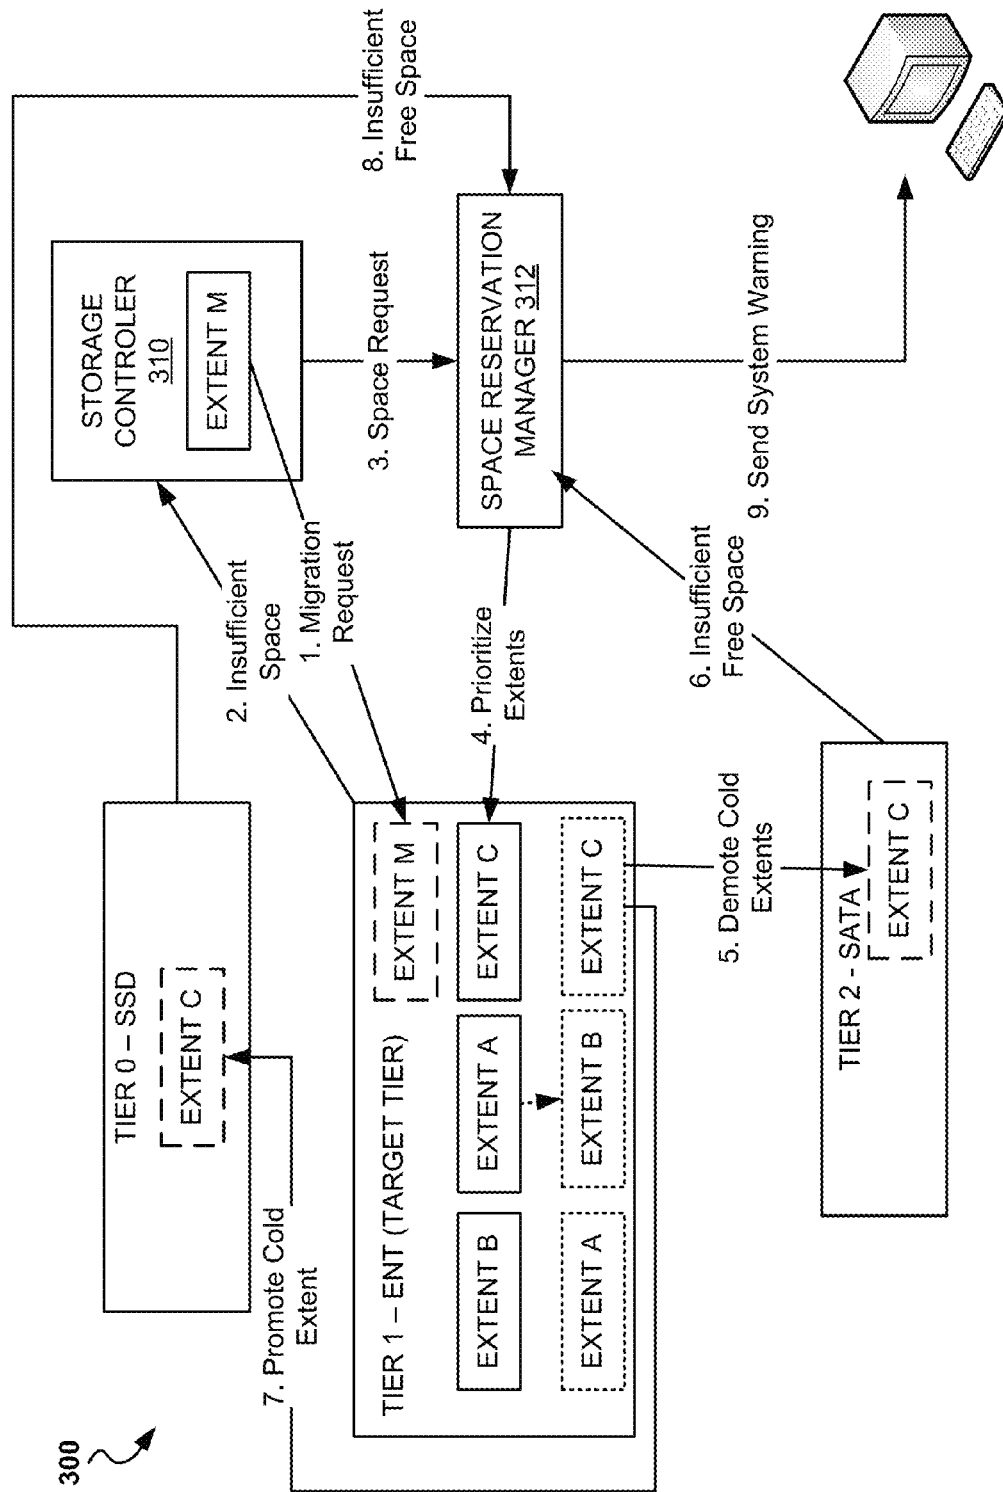 300
7. Promote Cold
Extent
TIER 0 – SSD
EXTENT C
8. Insufficient
Free Space
STORAGE
CONTROLER
310
EXTENT M
2. Insufficient
Space
1. Migration
Request
3. Space Request
TIER 1 – ENT (TARGET TIER)
EXTENT M
EXTENT B
EXTENT A
EXTENT C
EXTENT A
EXTENT B
EXTENT C
4. Prioritize
Extents
SPACE RESERVATION
MANAGER 312
5. Demote Cold
Extents
6. Insufficient
Free Space
9. Send System Warning
TIER 2 - SATA
EXTENT C